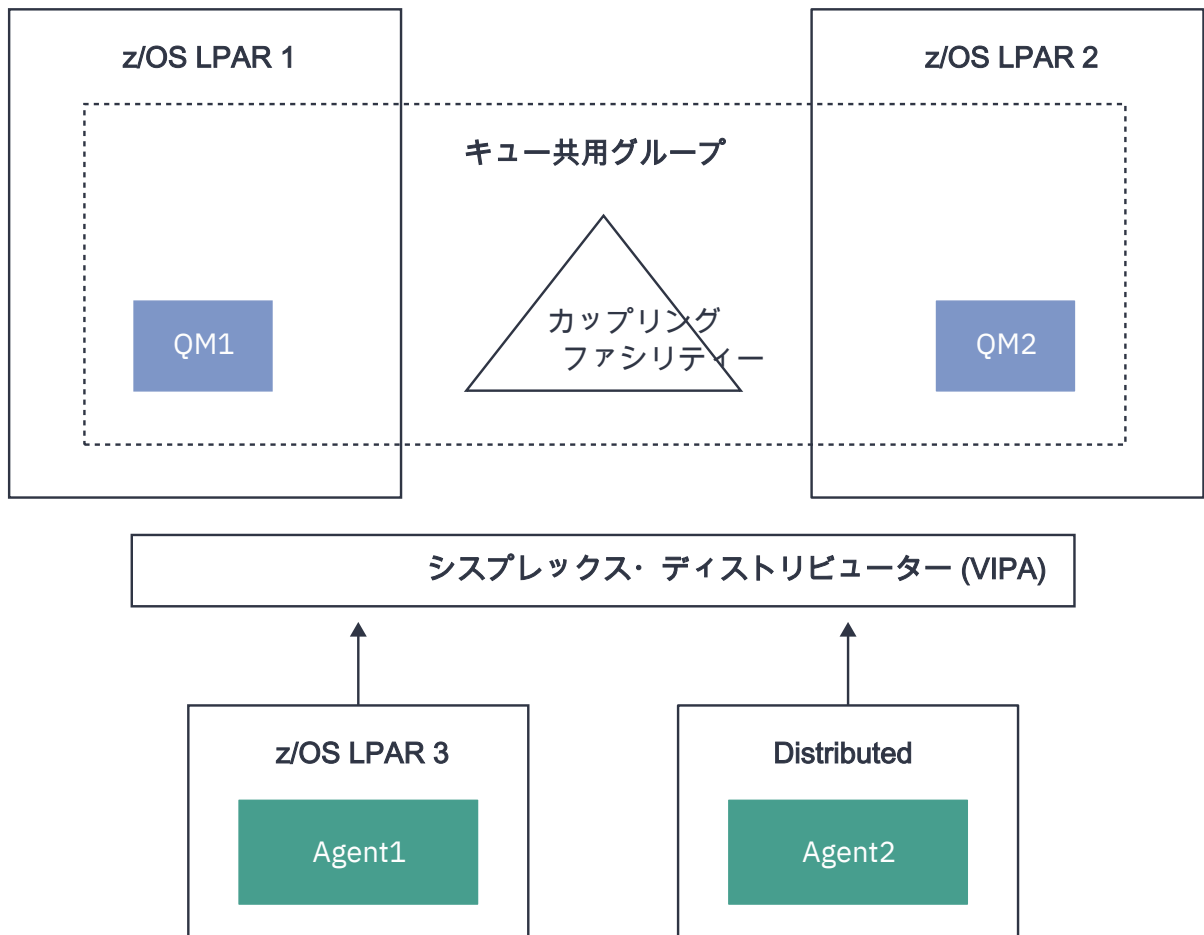 z/OS LPAR 1
z/OS LPAR 2
キュー共用グループ
カップリング
ファシリティー
QM1
QM2
シスプレックス・ディストリビューター (VIPA)
z/OS LPAR 3
Distributed
Agent1
Agent2